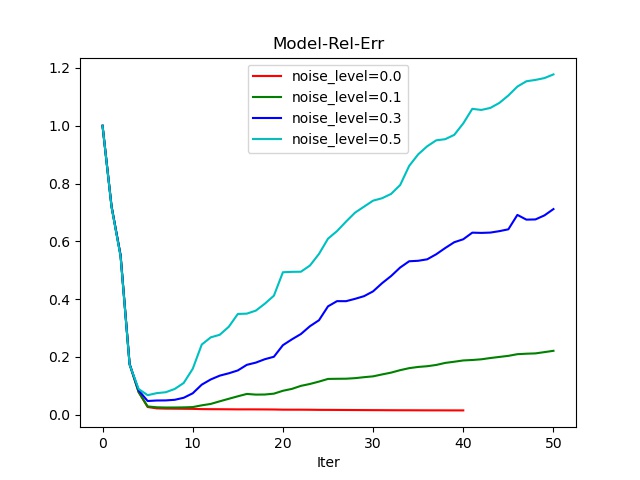 Model-Rel-Err
noise_level=0.0
noise_level=0.1
noise_level=0.3
noise_level=0.5
1.2
1.0
0.8
0.6
0.4
0.2
0.0
0 10 20 30 40 50
Iter